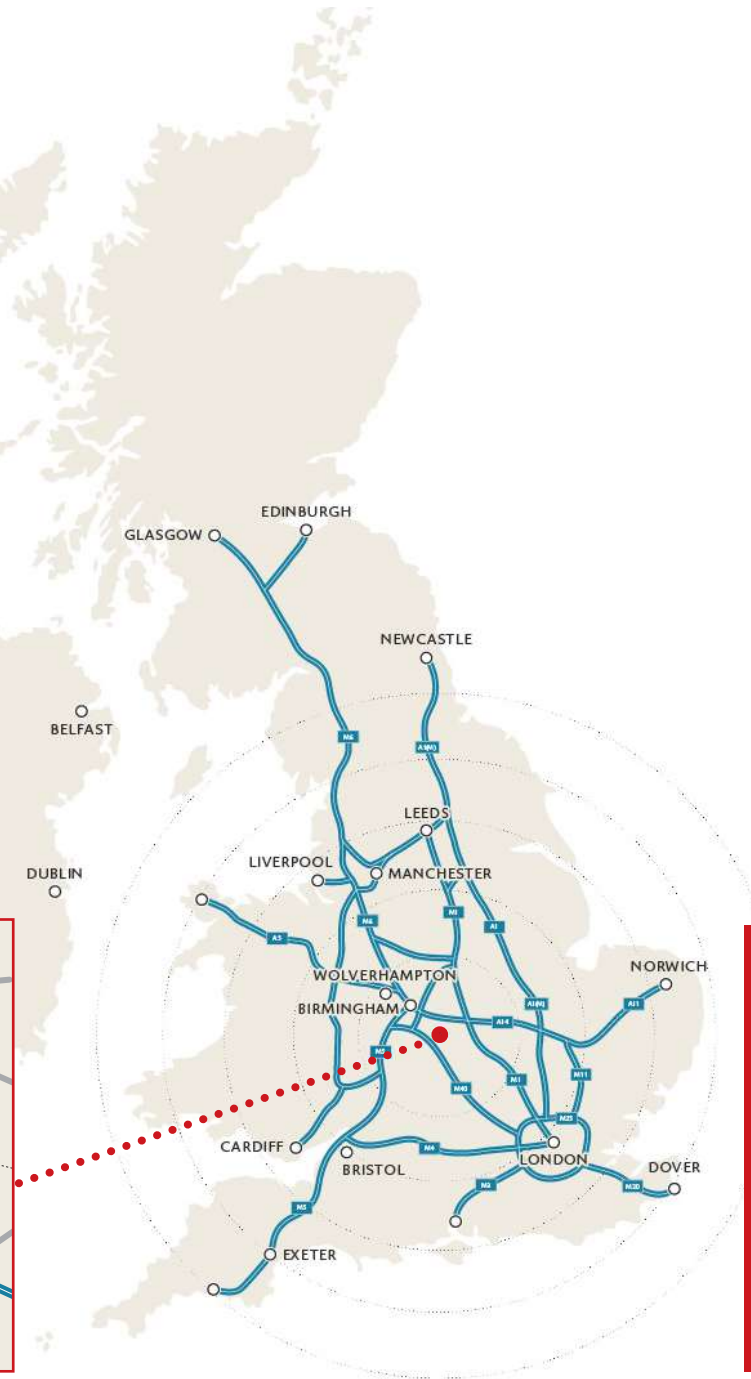 EDINBURGH
GLASGOW
NEWCASTLE
BELFAST
M6
A1(M)
LEEDS
LIVERPOOL
MANCHESTER
DUBLIN
M6
M1
A1
A5
NORWICH
WOLVERHAMPTON
BIRMINGHAM
A1(M)
A11
A14
M5
M1
M11
M40
M25
CARDIFF
M4
BRISTOL
LONDON
DOVER
M3
M20
M5
EXETER